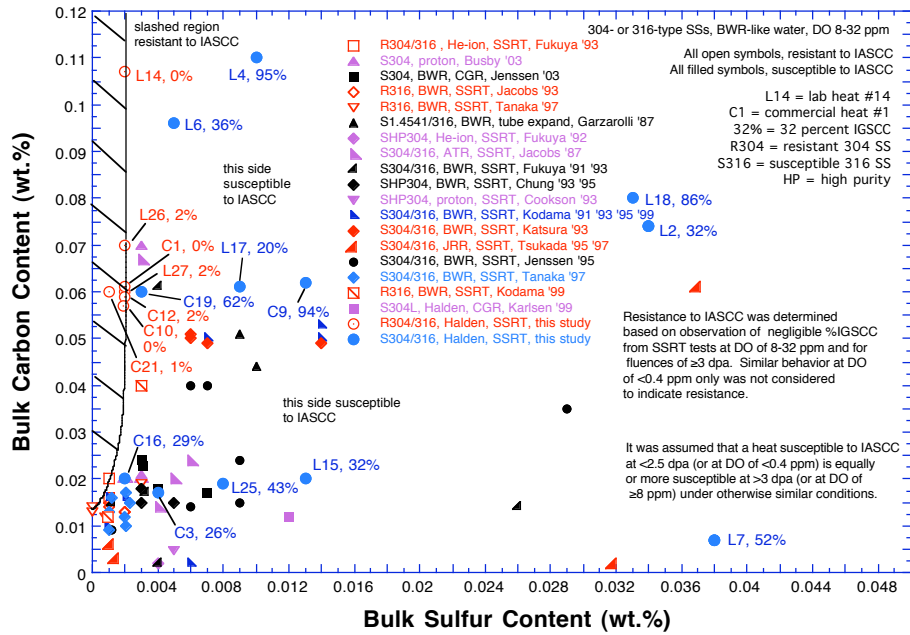 slashed region
resistant to IASCC
304- or 316-type SSs, BWR-like water, DO 8-32 ppm
All open symbols, resistant to IASCC
All filled symbols, susceptible to IASCC
L14 = lab heat #14
C1 = commercial heat #1
32% = 32 percent IGSCC
R304 = resistant 304 SS
S316 = susceptible 316 SS
HP = high purity
R304/316 , He-ion, SSRT, Fukuya '93
S304, proton, Busby '03
S304, BWR, CGR, Jenssen '03
R316, BWR, SSRT, Jacobs '93
R316, BWR, SSRT, Tanaka '97
S1.4541/316, BWR, tube expand, Garzarolli '87
SHP304, He-ion, SSRT, Fukuya '92
S304/316, ATR, SSRT, Jacobs '87
S304/316, BWR, SSRT, Fukuya '91 '93
SHP304, BWR, SSRT, Chung '93 '95
SHP304, proton, SSRT, Cookson '93
S304/316, BWR, SSRT, Kodama '91 '93 '95 '99
S304/316, BWR, SSRT, Katsura '93
S304/316, JRR, SSRT, Tsukada '95 '97
S304/316, BWR, SSRT, Jenssen '95
S304/316, BWR, SSRT, Tanaka '97
R316, BWR, SSRT, Kodama '99
S304L, Halden, CGR, Karlsen '99
R304/316, Halden, SSRT, this study
S304/316, Halden, SSRT, this study
L14, 0%
L4, 95%
L6, 36%
this side
susceptible
to IASCC
L18, 86%
L2, 32%
L26, 2%
C1, 0%
L17, 20%
L27, 2%
C19, 62%
C9, 94%
C12, 2%
C10,
0%
C21, 1%
Resistance to IASCC was determined
based on observation of negligible %IGSCC
from SSRT tests at DO of 8-32 ppm and for
fluences of ≥3 dpa. Similar behavior at DO
of <0.4 ppm only was not considered
to indicate resistance.
this side susceptible
to IASCC
It was assumed that a heat susceptible to IASCC
at <2.5 dpa (or at DO of <0.4 ppm) is equally
or more susceptible at >3 dpa (or at DO of
≥8 ppm) under otherwise similar conditions.
C16, 29%
L15, 32%
L25, 43%
C3, 26%
L7, 52%
Bulk Carbon Content (wt.%)
0.12
0.11
0.1
0.09
0.08
0.07
0.06
0.05
0.04
0.03
0.02
0.01
0
0 0.004 0.008 0.012 0.016 0.02 0.024 0.028 0.032 0.036 0.04 0.044 0.048
Bulk Sulfur Content (wt.%)